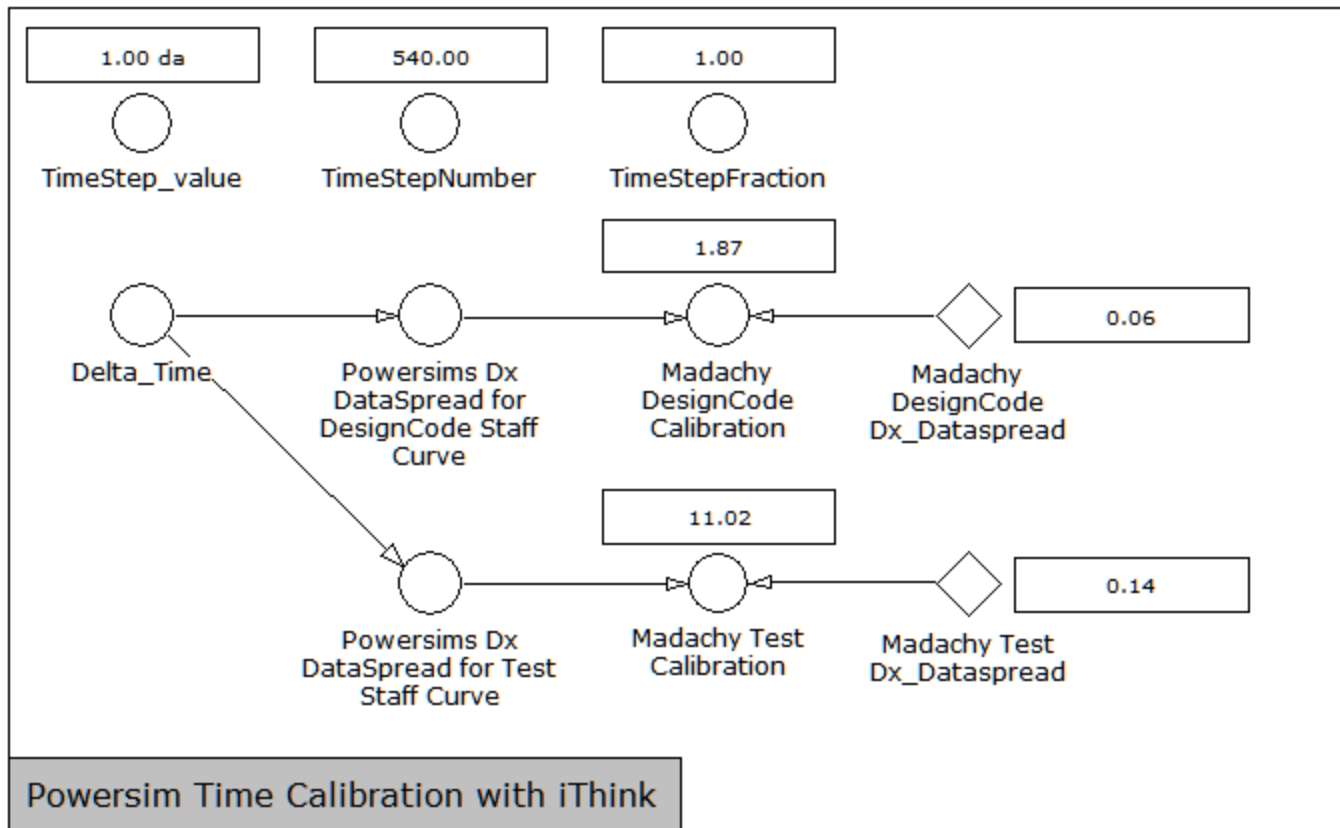 1.00 da
540.00
1.00
TimeStep_value
TimeStepNumber
TimeStepFraction
1.87
0.06
Delta_Time
Powersims Dx
DataSpread for
DesignCode Staff
Curve
Madachy
DesignCode
Calibration
Madachy
DesignCode
Dx_Dataspread
11.02
0.14
Powersims Dx
DataSpread for Test
Staff Curve
Madachy Test
Calibration
Madachy Test
Dx_Dataspread
Powersim Time Calibration with iThink